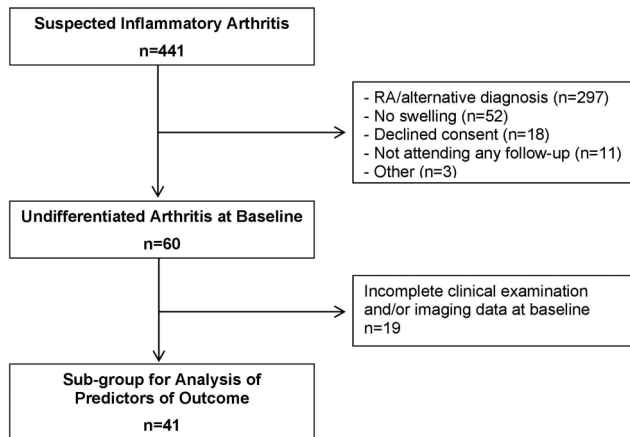 Suspected Inflammatory Arthritis
n=441
- RA/alternative diagnosis (n=297)
- No swelling (n=52)
- Declined consent (n=18)
- Not attending any follow-up (n=11)
- Other (n=3)
Undifferentiated Arthritis at Baseline
n=60
Incomplete clinical examination
and/or imaging data at baseline
n=19
Sub-group for Analysis of
Predictors of Outcome
n=41